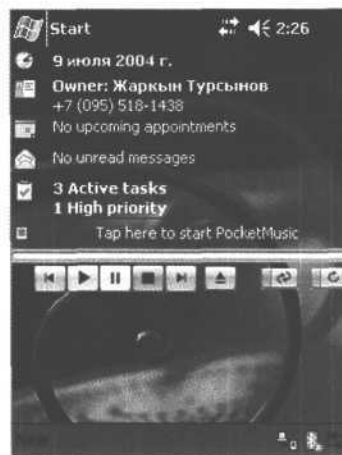 Start 2:26
9 июля 2004 г.
Owner: Жаркын Турсынов
+7 (095) 518-1438
No upcoming appointments
No unread messages
3 Active tasks
1 High priority
Tap here to start PocketMusic